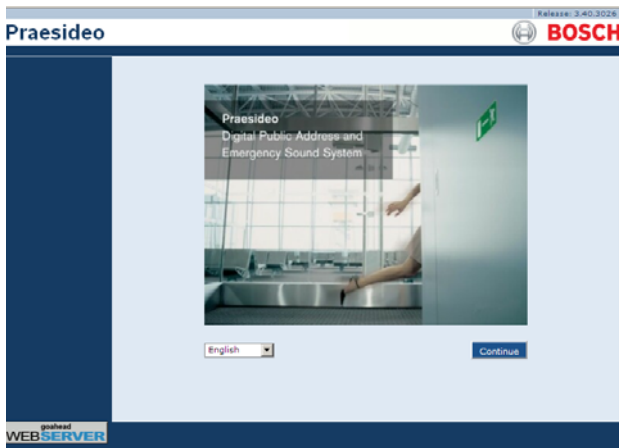 Release: 3.40.3026
Praesideo
BOSCH
Praesideo
Digital Public Address and
Emergency Sound System
English
Continue
goahead
WEBSERVER